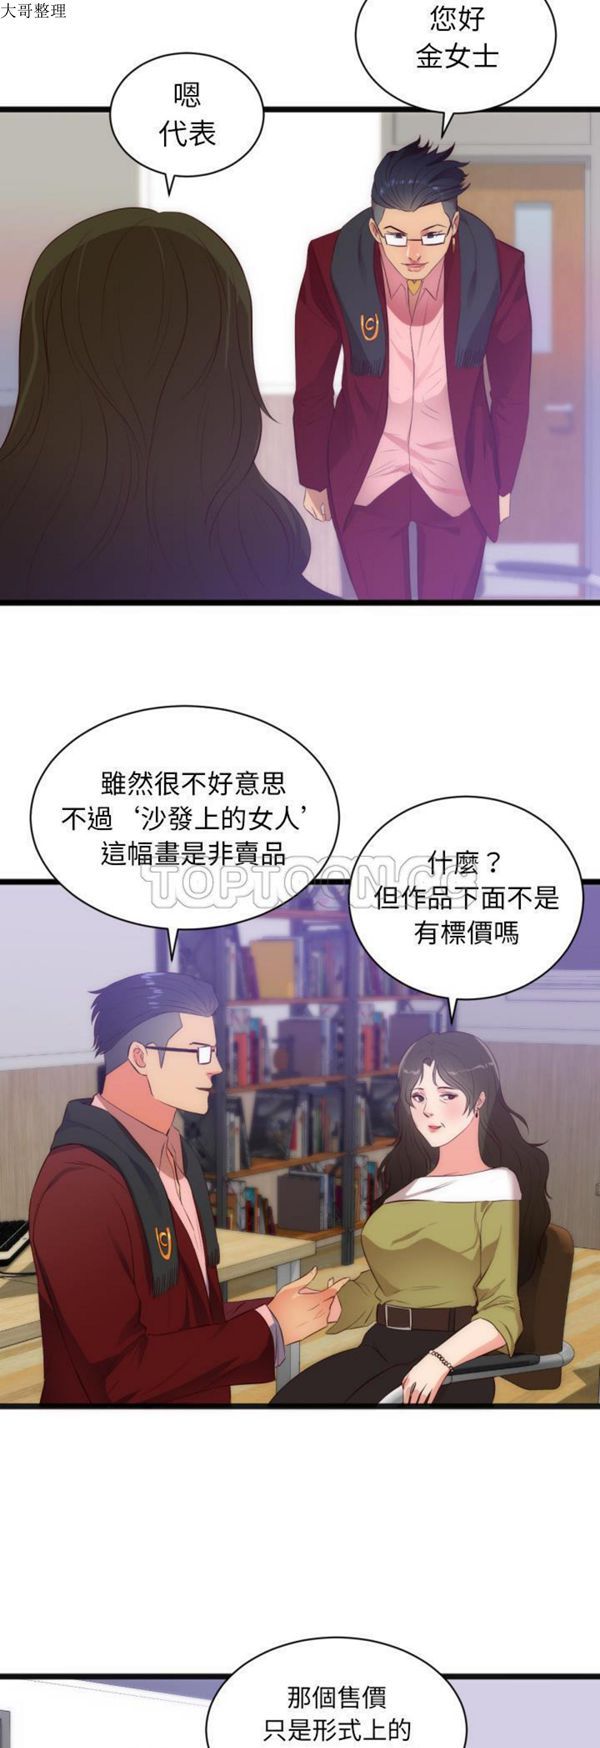 大哥整理
您好
金女士
嗯
代表
雖然很不好意思
不過‘沙發上的女人’
這幅畫是非賣品
什麼？
但作品下面不是
有標價嗎
TOPTOON.CC
TOPTOON.CC
那個售價
只是形式上的